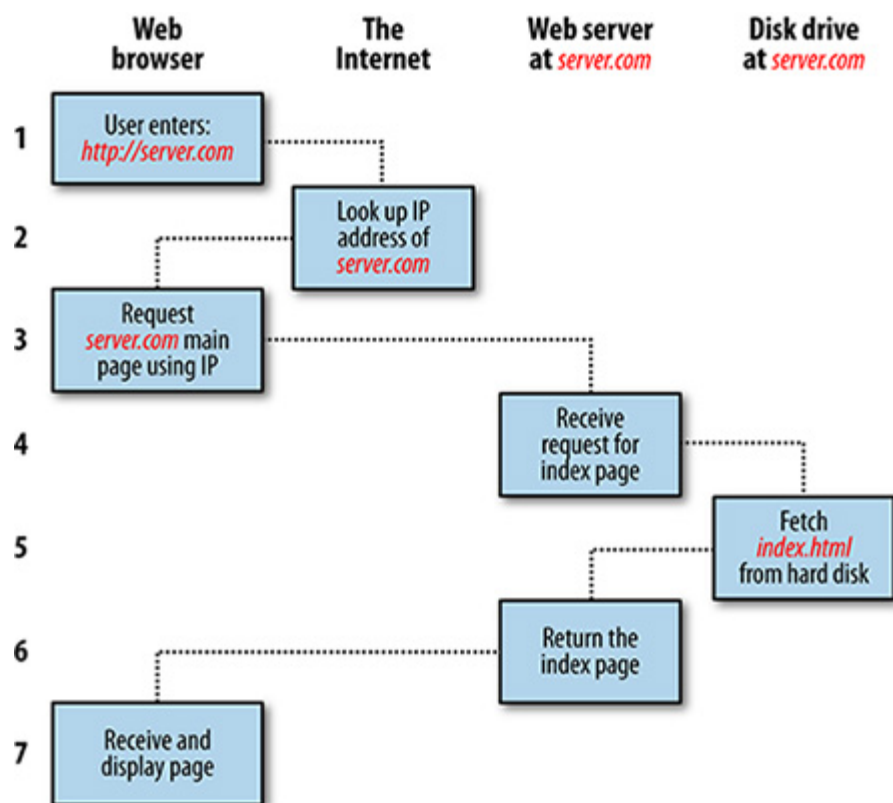 Web
browser
The
Internet
Web server
at server.com
Disk drive
at server.com
1
User enters:
http://server.com
2
Look up IP
address of
server.com
3
Request
server.com main
page using IP
4
Receive
request for
index page
5
Fetch
index.html
from hard disk
6
Return the
index page
7
Receive and
display page